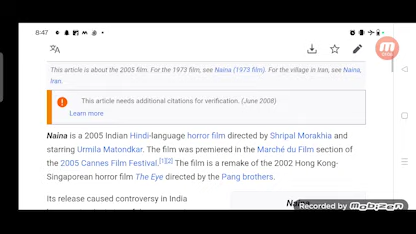 8:47
This article is about the 2005 film. For the 1973 film, see Naina (1973 film). For the village in Iran, see Naina,
Iran.
This article needs additional citations for verification. (June 2008)
Learn more
Naina is a 2005 Indian Hindi-language horror film directed by Shripal Morakhia and
starring Urmila Matondkar. The film was premiered in the Marché du Film section of
the 2005 Cannes Film Festival.[1][2] The film is a remake of the 2002 Hong Kong-
Singaporean horror film The Eye directed by the Pang brothers.
Its release caused controversy in India
Naina
Recorded by Mobizen